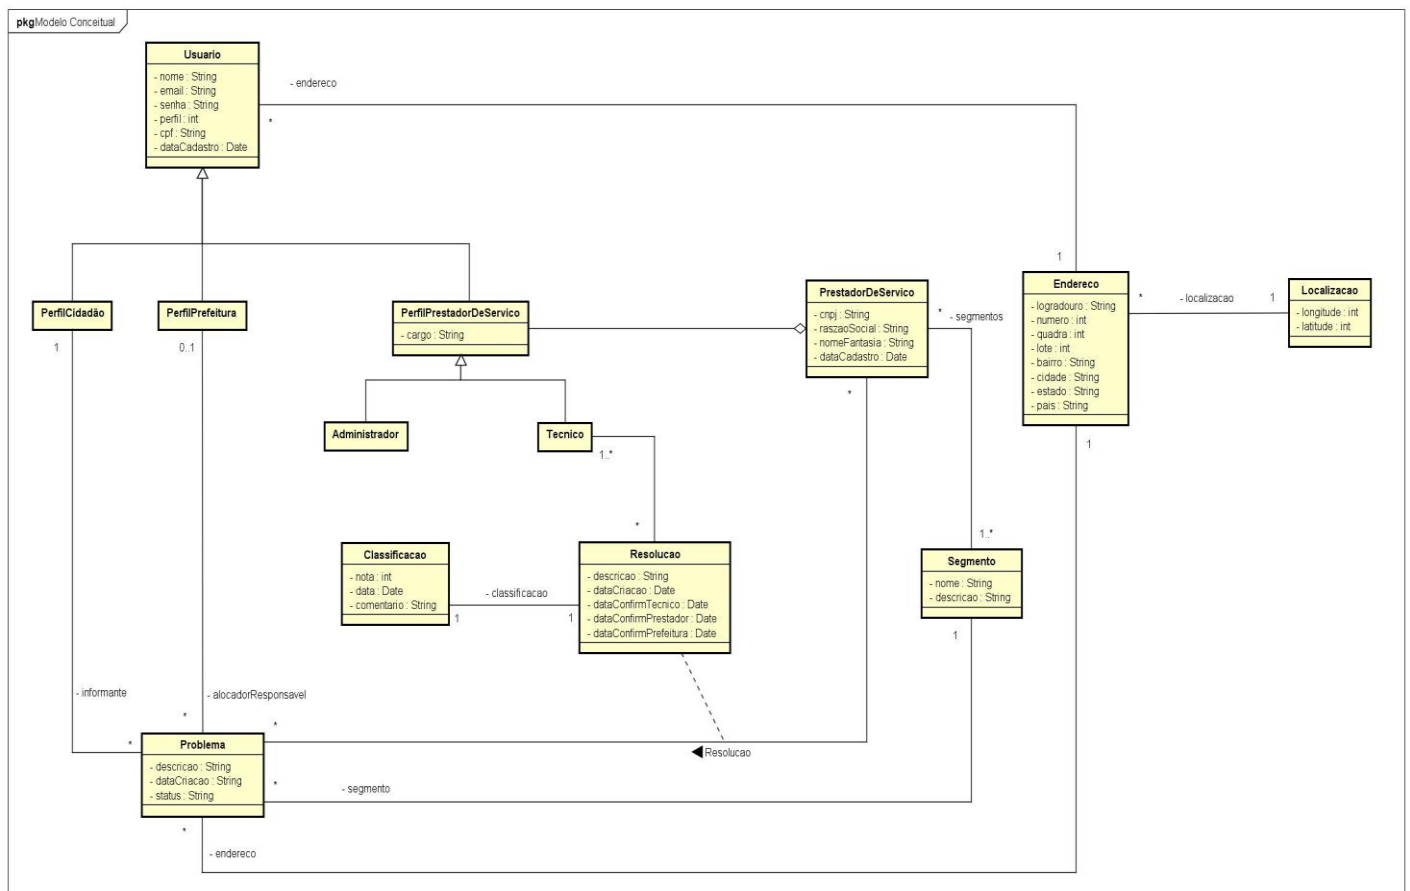 pkg Modelo Conceitual
Usuario
- nome : String
- email : String
- senha : String
- perfil : int
- cpf : String
- dataCadastro : Date
- endereco
*
1
PerfilCidadão
1
PerfilPrefeitura
0..1
PerfilPrestadorDeServico
- cargo : String
PrestadorDeServico
- cnpj : String
- raszaoSocial : String
- nomeFantasia : String
- dataCadastro : Date
*
- segmentos
*
Endereco
- logradouro : String
- numero : int
- quadra : int
- lote : int
- bairro : String
- cidade : String
- estado : String
- pais : String
*
- localizacao
1
1
Localizacao
- longitude : int
- latitude : int
Administrador
Tecnico
1..*
*
1..*
Classificacao
- nota : int
- data : Date
- comentario : String
1
- classificacao
1
Resolucao
- descricao : String
- dataCriacao : Date
- dataConfirmTecnico : Date
- dataConfirmPrestador : Date
- dataConfirmPrefeitura : Date
Segmento
- nome : String
- descricao : String
1
- informante
*
- alocadorResponsavel
*
*
Resolucao
Problema
- descricao : String
- dataCriacao : String
- status : String
*
- segmento
*
- endereco